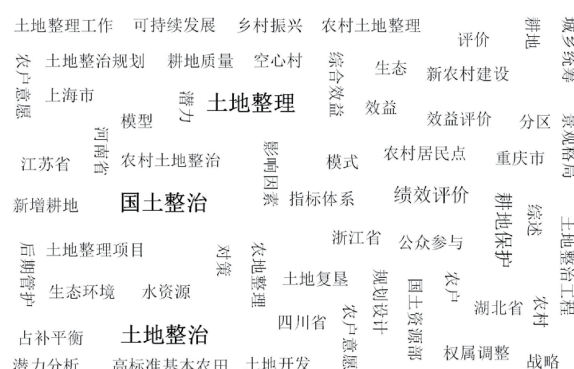 土地整理工作
可持续发展
乡村振兴
农村土地整理
评价
耕地
城乡统筹
农户意愿
土地整治规划
耕地质量
空心村
综合效益
生态
新农村建设
上海市
潜力
土地整理
效益
模型
河南省
效益评价
分区
景观格局
江苏省
农村土地整治
影响因素
模式
农村居民点
重庆市
新增耕地
国土整治
指标体系
绩效评价
耕地保护
综述
土地整治工程
后期管护
土地整理项目
对策
农地整理
浙江省
公众参与
生态环境
水资源
土地复垦
规划设计
国土资源部
农户
湖北省
农村
占补平衡
土地整治
四川省
农户意愿
权属调整
战略
潜力分析
高标准基本农田
土地开发